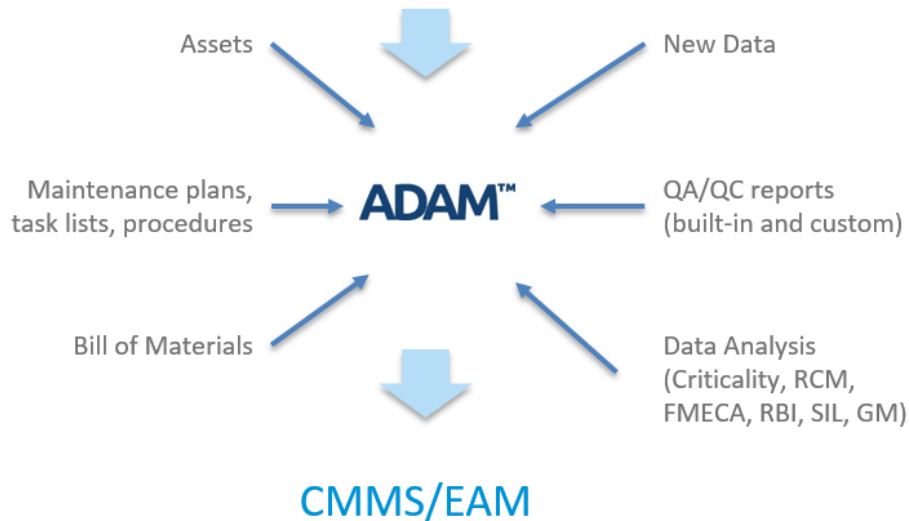 Assets
New Data
Maintenance plans,
task lists, procedures
ADAM™
QA/QC reports
(built-in and custom)
Bill of Materials
Data Analysis
(Criticality, RCM,
FMECA, RBI, SIL, GM)
CMMS/EAM